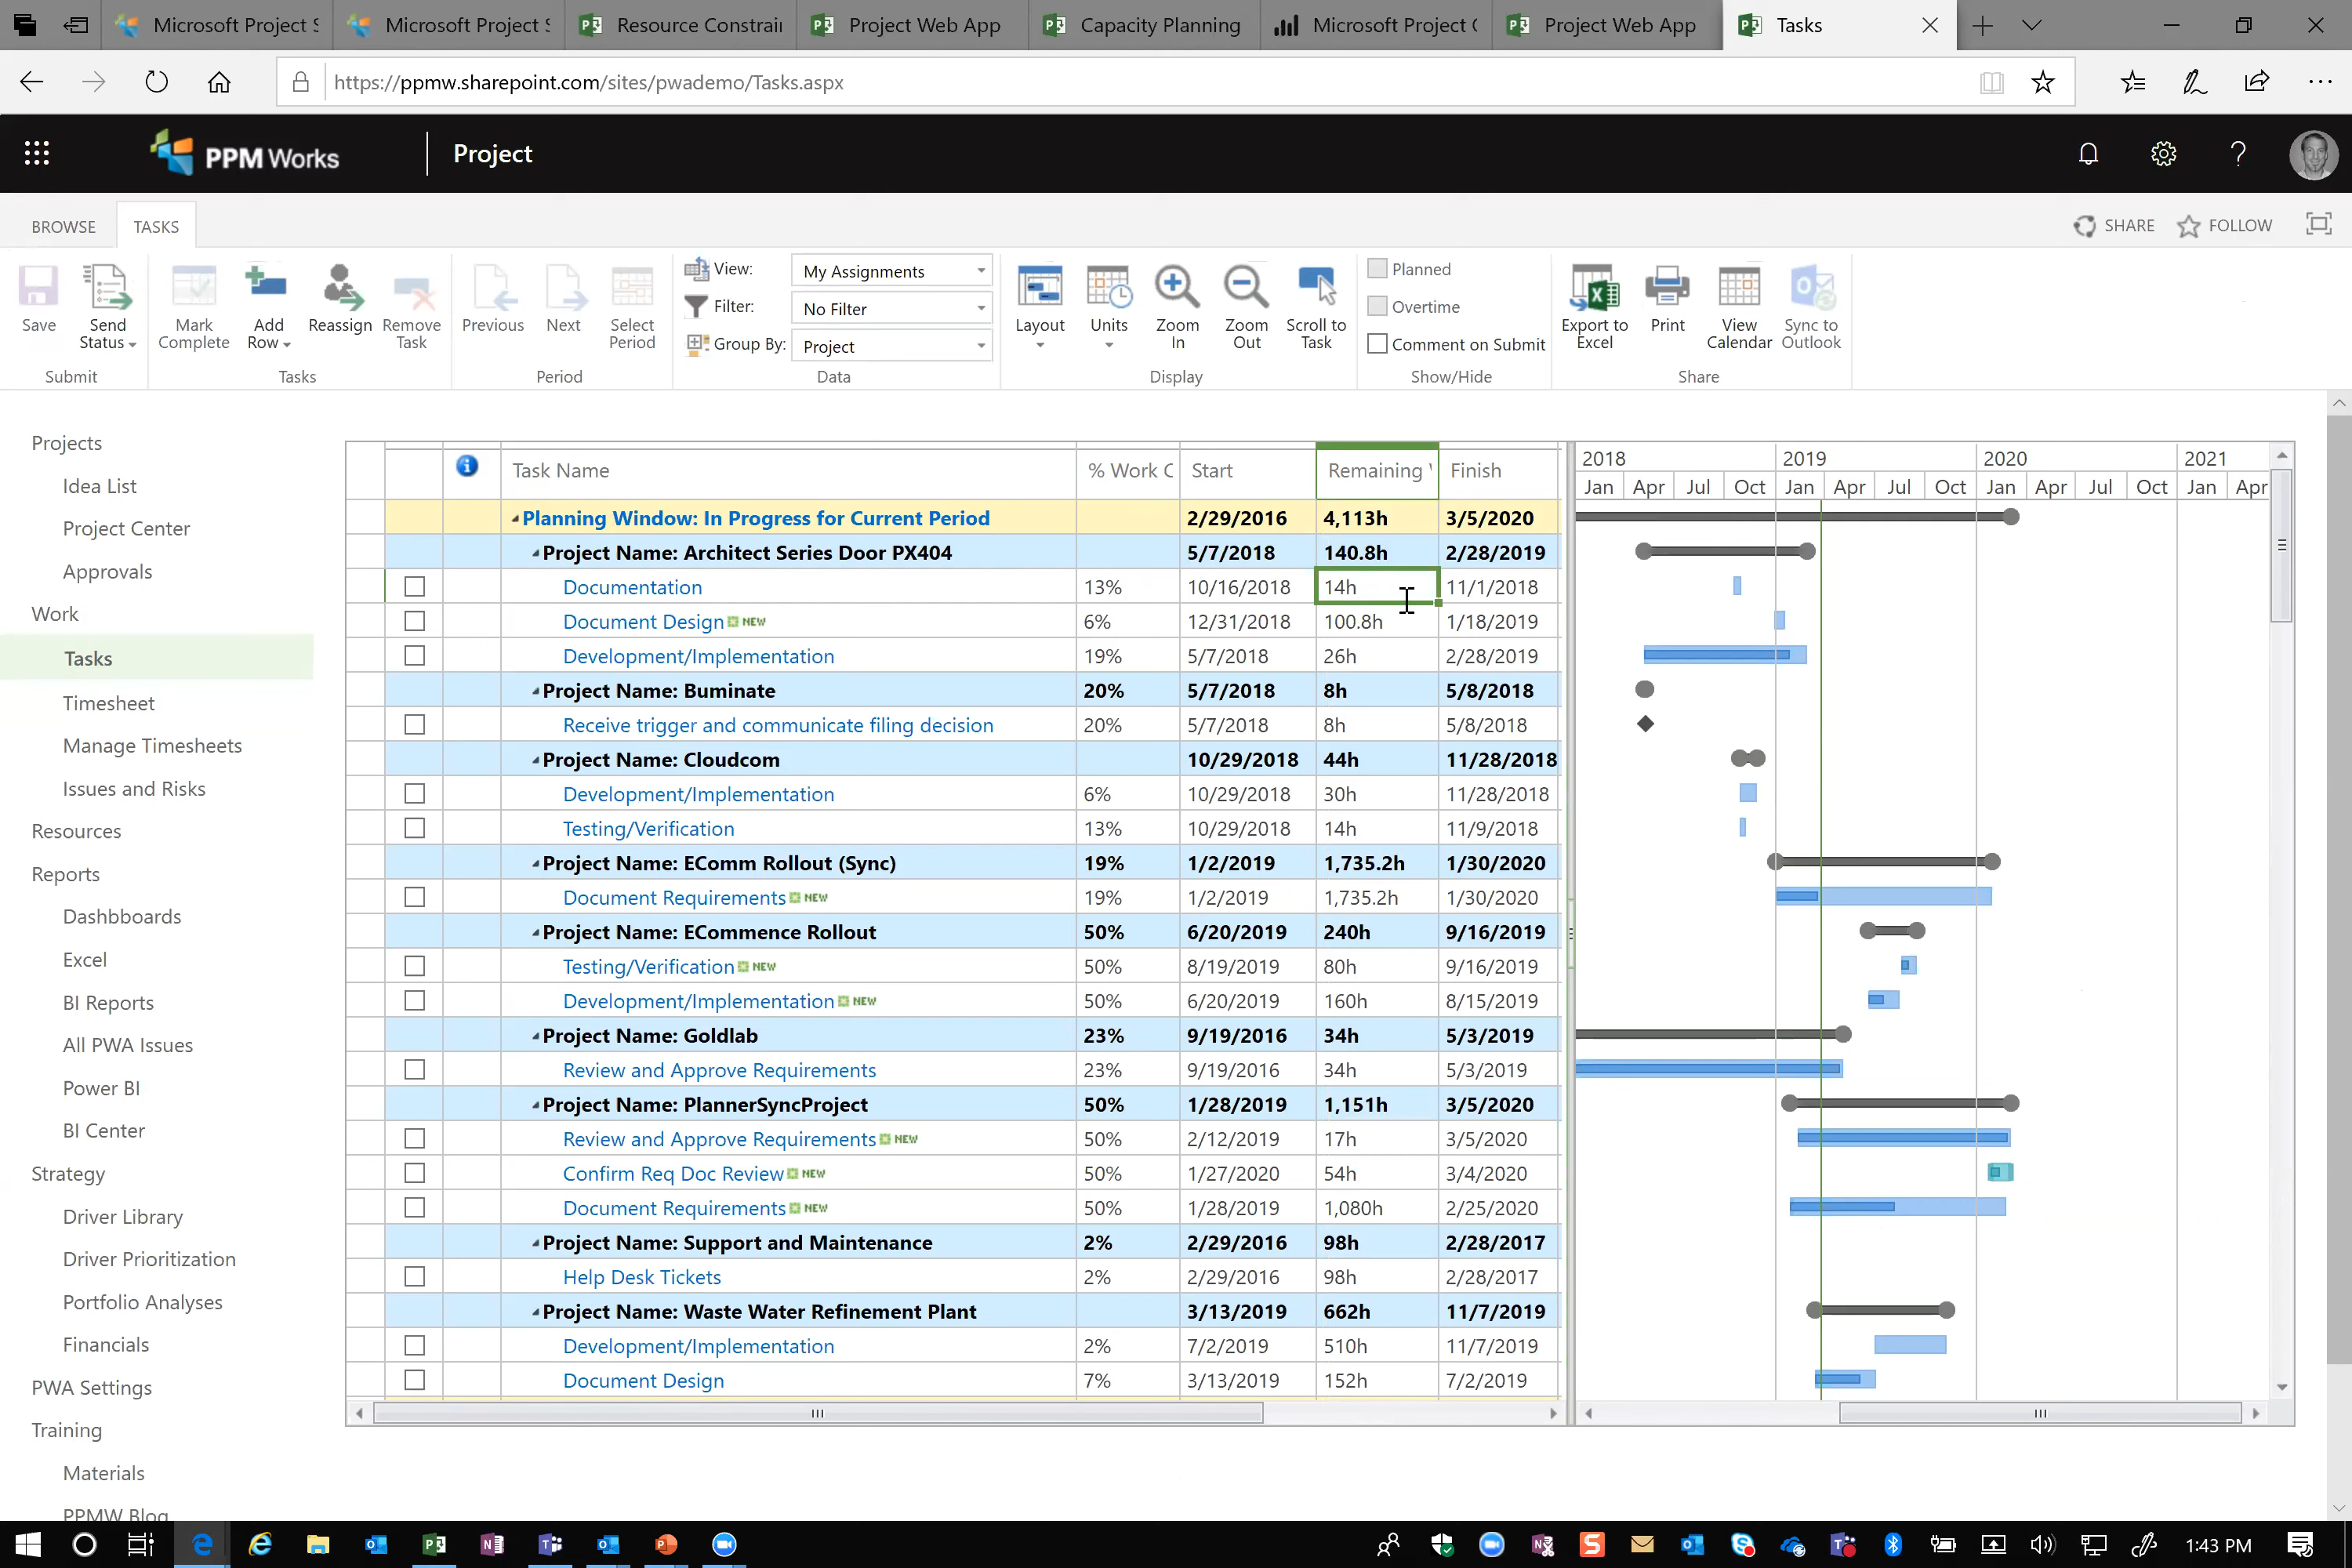 Microsoft Project S
Microsoft Project S
Resource Constrain
Project Web App
Capacity Planning
Microsoft Project O
Project Web App
Tasks
https://ppmw.sharepoint.com/sites/pwademo/Tasks.aspx
PPM Works
Project
BROWSE TASKS SHARE FOLLOW
Save
Send Status
Submit
Mark Complete
Add Row
Reassign
Remove Task
Tasks
Previous
Next
Select Period
Period
View: My Assignments
Filter: No Filter
Group By: Project
Data
Layout
Units
Zoom In
Zoom Out
Scroll to Task
Display
Planned
Overtime
Comment on Submit
Show/Hide
Export to Excel
Print
View Calendar
Sync to Outlook
Share
Projects
Idea List
Project Center
Approvals
Work
Tasks
Timesheet
Manage Timesheets
Issues and Risks
Resources
Reports
Dashbboards
Excel
BI Reports
All PWA Issues
Power BI
BI Center
Strategy
Driver Library
Driver Prioritization
Portfolio Analyses
Financials
PWA Settings
Training
Materials
PPMW Blog
Task Name % Work C Start Remaining Finish
2018 2019 2020 2021
Jan Apr Jul Oct Jan Apr Jul Oct Jan Apr Jul Oct Jan Apr
Planning Window: In Progress for Current Period 2/29/2016 4,113h 3/5/2020
Project Name: Architect Series Door PX404 5/7/2018 140.8h 2/28/2019
Documentation 13% 10/16/2018 14h 11/1/2018
Document Design NEW 6% 12/31/2018 100.8h 1/18/2019
Development/Implementation 19% 5/7/2018 26h 2/28/2019
Project Name: Buminate 20% 5/7/2018 8h 5/8/2018
Receive trigger and communicate filing decision 20% 5/7/2018 8h 5/8/2018
Project Name: Cloudcom 10/29/2018 44h 11/28/2018
Development/Implementation 6% 10/29/2018 30h 11/28/2018
Testing/Verification 13% 10/29/2018 14h 11/9/2018
Project Name: EComm Rollout (Sync) 19% 1/2/2019 1,735.2h 1/30/2020
Document Requirements NEW 19% 1/2/2019 1,735.2h 1/30/2020
Project Name: ECommence Rollout 50% 6/20/2019 240h 9/16/2019
Testing/Verification NEW 50% 8/19/2019 80h 9/16/2019
Development/Implementation NEW 50% 6/20/2019 160h 8/15/2019
Project Name: Goldlab 23% 9/19/2016 34h 5/3/2019
Review and Approve Requirements 23% 9/19/2016 34h 5/3/2019
Project Name: PlannerSyncProject 50% 1/28/2019 1,151h 3/5/2020
Review and Approve Requirements NEW 50% 2/12/2019 17h 3/5/2020
Confirm Req Doc Review NEW 50% 1/27/2020 54h 3/4/2020
Document Requirements NEW 50% 1/28/2019 1,080h 2/25/2020
Project Name: Support and Maintenance 2% 2/29/2016 98h 2/28/2017
Help Desk Tickets 2% 2/29/2016 98h 2/28/2017
Project Name: Waste Water Refinement Plant 3/13/2019 662h 11/7/2019
Development/Implementation 2% 7/2/2019 510h 11/7/2019
Document Design 7% 3/13/2019 152h 7/2/2019
1:43 PM